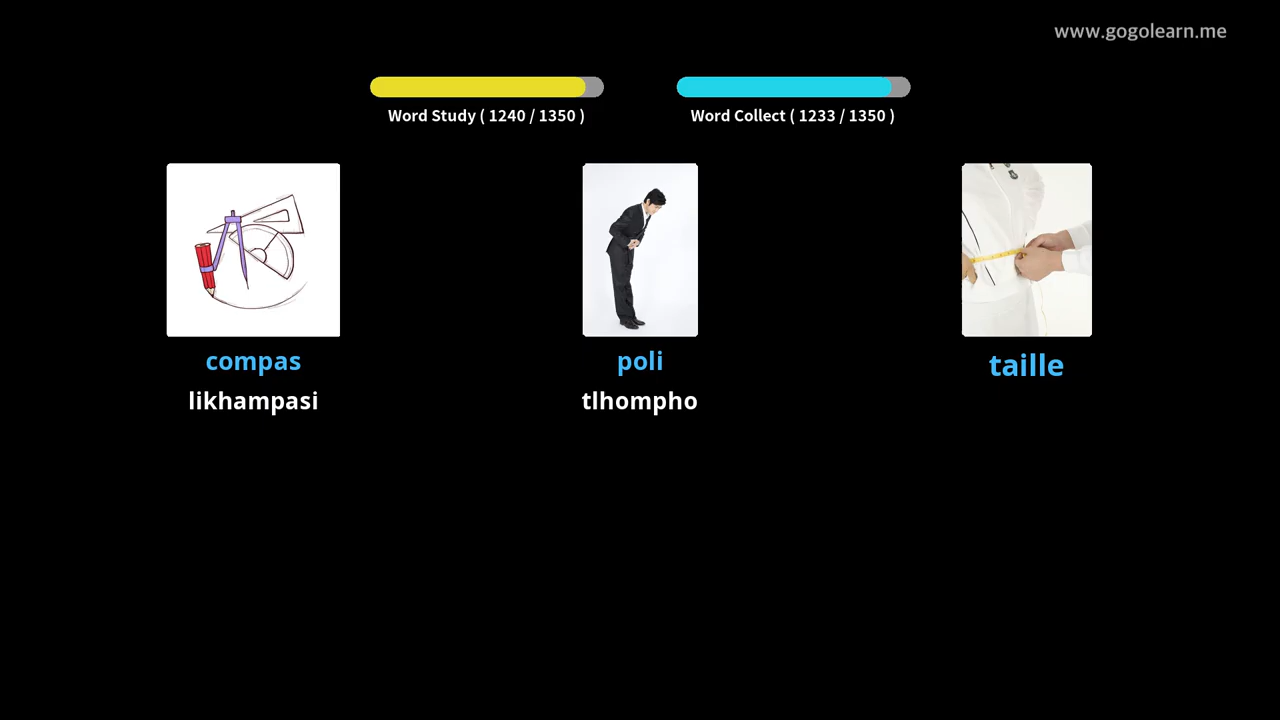 www.gogolearn.me
Word Study ( 1240 / 1350 )
Word Collect ( 1233 / 1350 )
compas
poli
taille
likhampasi
tlhompho